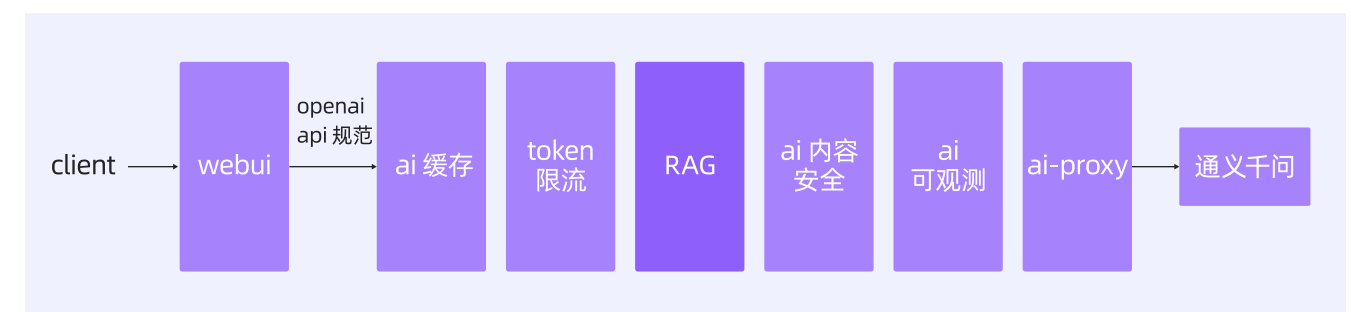 client
webui
openai
api 规范
ai 缓存
token
限流
RAG
ai 内容
安全
ai
可观测
ai-proxy
通义千问